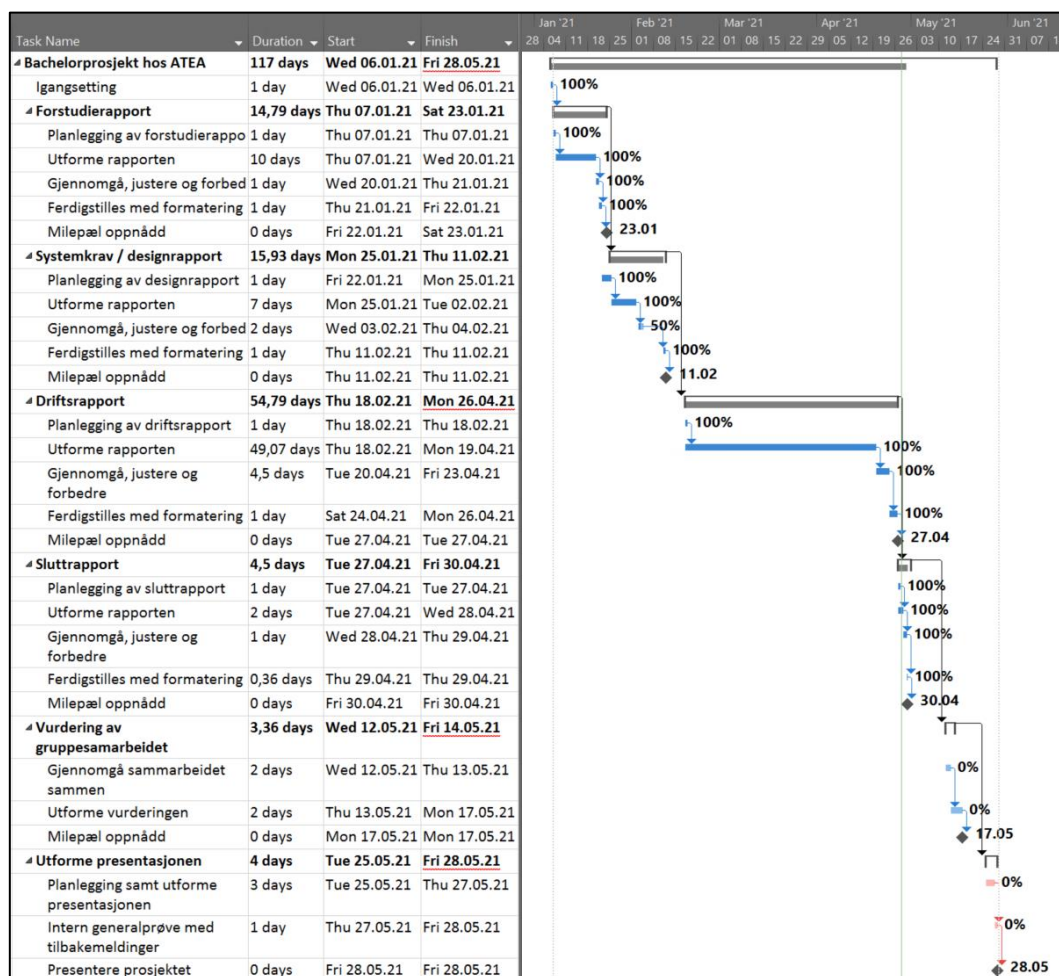 Jan '21 Feb '21 Mar '21 Apr '21 May '21 Jun '21
Task Name Duration Start Finish 28 04 11 18 25 01 08 15 22 01 08 15 22 29 05 12 19 26 03 10 17 24 31 07 1
Bachelorprosjekt hos ATEA 117 days Wed 06.01.21 Fri 28.05.21
Igangsetting 1 day Wed 06.01.21 Wed 06.01.21 100%
Forstudierapport 14,79 days Thu 07.01.21 Sat 23.01.21
Planlegging av forstudierappo 1 day Thu 07.01.21 Thu 07.01.21 100%
Utforme rapporten 10 days Thu 07.01.21 Wed 20.01.21 100%
Gjennomgå, justere og forbed 1 day Wed 20.01.21 Thu 21.01.21 100%
Ferdigstilles med formatering 1 day Thu 21.01.21 Fri 22.01.21 100%
Milepæl oppnådd 0 days Fri 22.01.21 Sat 23.01.21 23.01
Systemkrav / designrapport 15,93 days Mon 25.01.21 Thu 11.02.21
Planlegging av designrapport 1 day Fri 22.01.21 Mon 25.01.21 100%
Utforme rapporten 7 days Mon 25.01.21 Tue 02.02.21 100%
Gjennomgå, justere og forbed 2 days Wed 03.02.21 Thu 04.02.21 50%
Ferdigstilles med formatering 1 day Thu 11.02.21 Thu 11.02.21 100%
Milepæl oppnådd 0 days Thu 11.02.21 Thu 11.02.21 11.02
Driftsrapport 54,79 days Thu 18.02.21 Mon 26.04.21
Planlegging av driftsrapport 1 day Thu 18.02.21 Thu 18.02.21 100%
Utforme rapporten 49,07 days Thu 18.02.21 Mon 19.04.21 100%
Gjennomgå, justere og 4,5 days Tue 20.04.21 Fri 23.04.21 100%
forbedre
Ferdigstilles med formatering 1 day Sat 24.04.21 Mon 26.04.21 100%
Milepæl oppnådd 0 days Tue 27.04.21 Tue 27.04.21 27.04
Sluttrapport 4,5 days Tue 27.04.21 Fri 30.04.21
Planlegging av sluttrapport 1 day Tue 27.04.21 Tue 27.04.21 100%
Utforme rapporten 2 days Tue 27.04.21 Wed 28.04.21 100%
Gjennomgå, justere og 1 day Wed 28.04.21 Thu 29.04.21 100%
forbedre
Ferdigstilles med formatering 0,36 days Thu 29.04.21 Thu 29.04.21 100%
Milepæl oppnådd 0 days Fri 30.04.21 Fri 30.04.21 30.04
Vurdering av 3,36 days Wed 12.05.21 Fri 14.05.21
gruppesamarbeidet
Gjennomgå sammarbeidet 2 days Wed 12.05.21 Thu 13.05.21 0%
sammen
Utforme vurderingen 2 days Thu 13.05.21 Mon 17.05.21 0%
Milepæl oppnådd 0 days Mon 17.05.21 Mon 17.05.21 17.05
Utforme presentasjonen 4 days Tue 25.05.21 Fri 28.05.21
Planlegging samt utforme 3 days Tue 25.05.21 Thu 27.05.21 0%
presentasjonen
Intern generalprøve med 1 day Thu 27.05.21 Fri 28.05.21 0%
tilbakemeldinger
Presentere prosjektet 0 days Fri 28.05.21 Fri 28.05.21 28.05